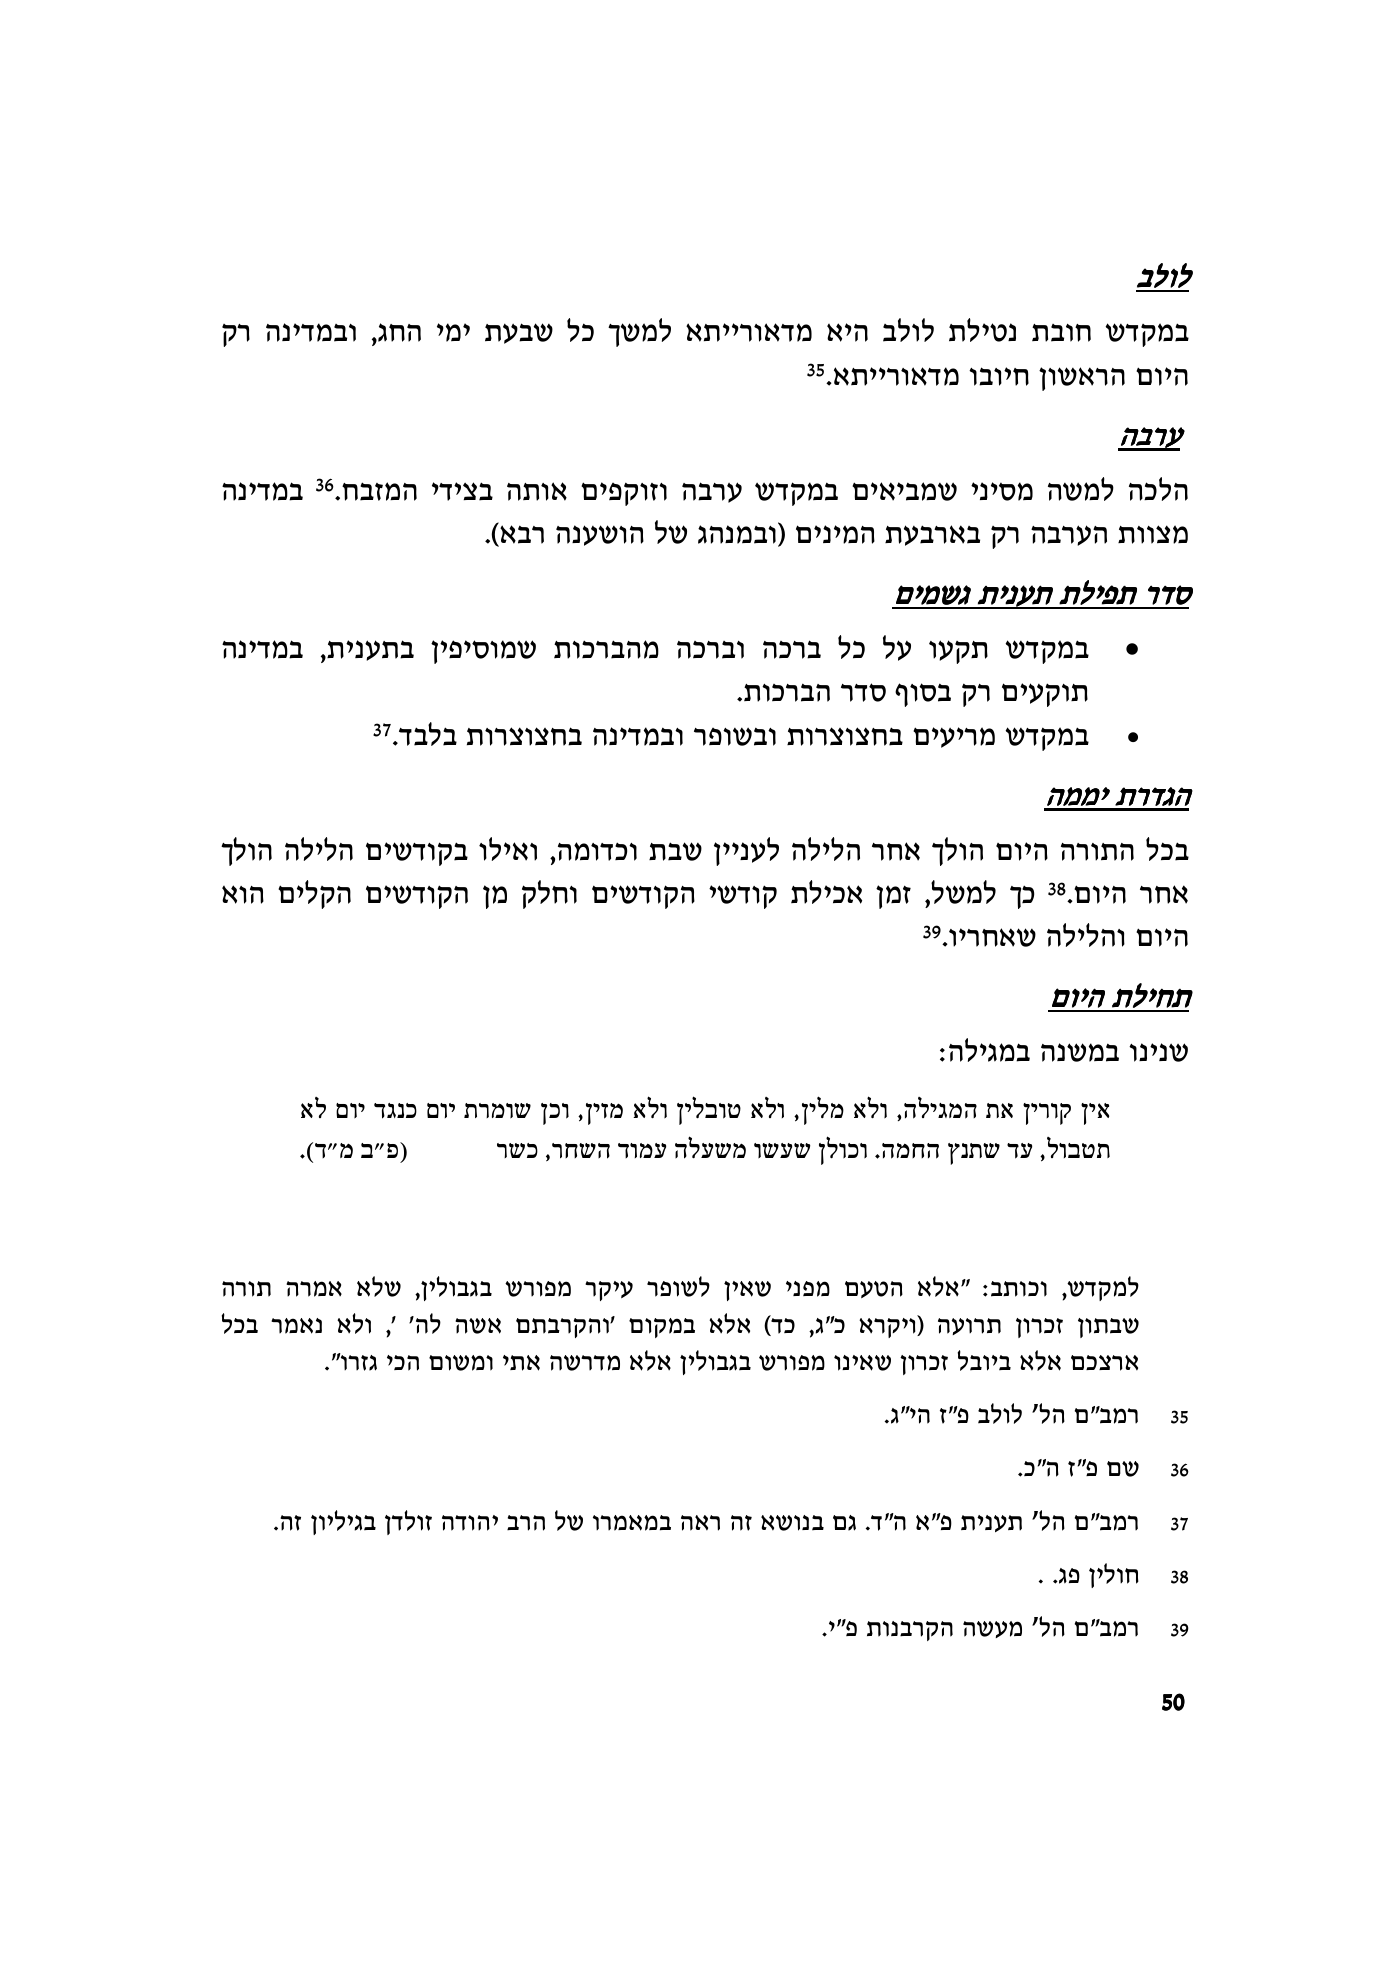 לולב
במקדש חובת נטילת לולב היא מדאורייתא למשך כל שבעת ימי החג, ובמדינה רק
היום הראשון חיובו מדאורייתא.35
ערבה
הלכה למשה מסיני שמביאים במקדש ערבה וזוקפים אותה בצידי המזבח.36 במדינה
מצוות הערבה רק בארבעת המינים (ובמנהג של הושענה רבא).
סדר תפילת תענית גשמים
• במקדש תקעו על כל ברכה וברכה מהברכות שמוסיפין בתענית, במדינה
תוקעים רק בסוף סדר הברכות.
• במקדש מריעים בחצוצרות ובשופר ובמדינה בחצוצרות בלבד.37
הגדרת יממה
בכל התורה היום הולך אחר הלילה לעניין שבת וכדומה, ואילו בקודשים הלילה הולך
אחר היום.38 כך למשל, זמן אכילת קודשי הקודשים וחלק מן הקודשים הקלים הוא
היום והלילה שאחריו.39
תחילת היום
שנינו במשנה במגילה:
אין קורין את המגילה, ולא מלין, ולא טובלין ולא מזין, וכן שומרת יום כנגד יום לא
תטבול, עד שתנץ החמה. וכולן שעשו משעלה עמוד השחר, כשר (פ״ב מ״ד).
למקדש, וכותב: "אלא הטעם מפני שאין לשופר עיקר מפורש בגבולין, שלא אמרה תורה
שבתון זכרון תרועה (ויקרא כ"ג, כד) אלא במקום 'והקרבתם אשה לה' ', ולא נאמר בכל
ארצכם אלא ביובל זכרון שאינו מפורש בגבולין אלא מדרשה אתי ומשום הכי גזרו".
35 רמב"ם הל' לולב פ"ז הי"ג.
36 שם פ"ז ה"כ.
37 רמב"ם הל' תענית פ"א ה"ד. גם בנושא זה ראה במאמרו של הרב יהודה זולדן בגיליון זה.
38 חולין פג. .
39 רמב"ם הל' מעשה הקרבנות פ"י.
50